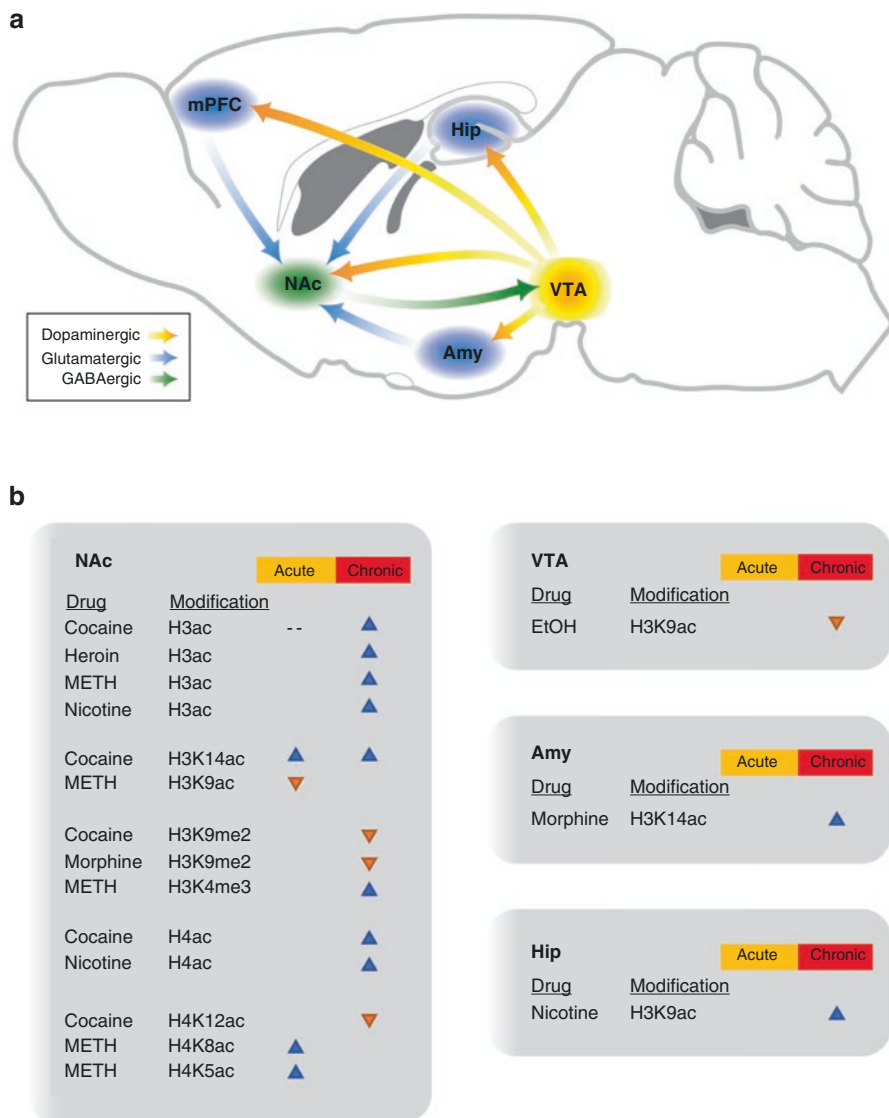 a
mPFC
Hip
NAc
VTA
Amy
Dopaminergic
Glutamatergic
GABAergic
b
NAc
Acute Chronic
Drug Modification
Cocaine H3ac --
Heroin H3ac
METH H3ac
Nicotine H3ac
Cocaine H3K14ac
METH H3K9ac
Cocaine H3K9me2
Morphine H3K9me2
METH H3K4me3
Cocaine H4ac
Nicotine H4ac
Cocaine H4K12ac
METH H4K8ac
METH H4K5ac
VTA
Acute Chronic
Drug Modification
EtOH H3K9ac
Amy
Acute Chronic
Drug Modification
Morphine H3K14ac
Hip
Acute Chronic
Drug Modification
Nicotine H3K9ac